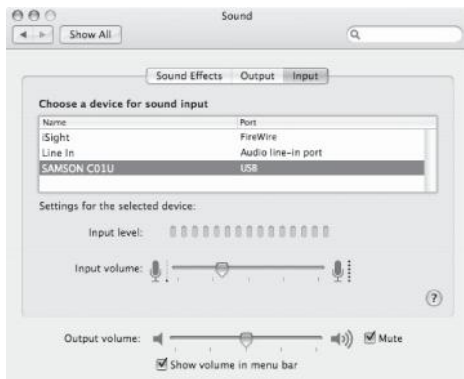 Sound
Show All
Sound Effects Output Input
Choose a device for sound input
Name Port
iSight FireWire
Line In Audio line-in port
SAMSON C01U USB
Settings for the selected device:
Input level:
Input volume:
?
Output volume: Mute
Show volume in menu bar